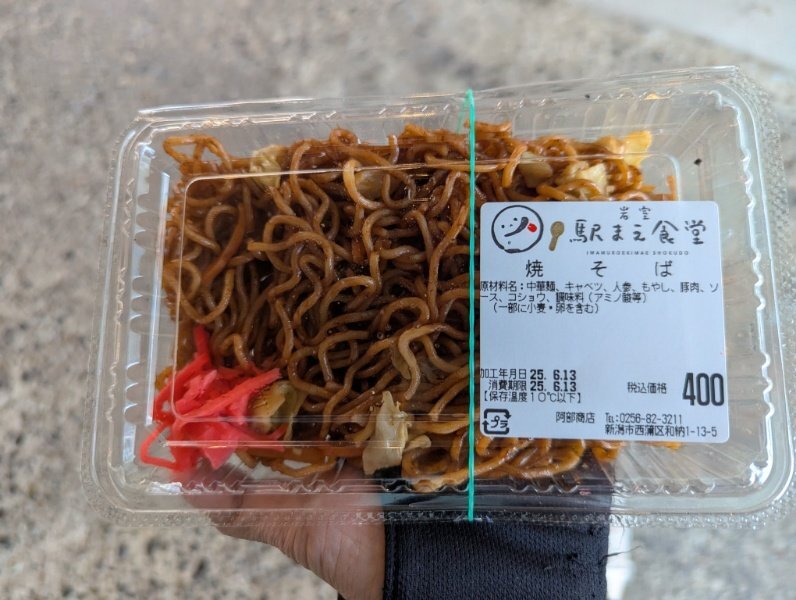 岩室
駅まえ食堂
焼そば
原材料名：中華麺、キャベツ、人参、もやし、豚肉、ソ
ース、コショウ、調味料（アミノ酸等）
（一部に小麦・卵を含む）
加工年月日 25. 6.13
消費期限 25. 6.13
税込価格 400
【保存温度１０℃以下】
プラ
阿部商店 TEL:0256-82-3211
新潟市西蒲区和納1-13-5